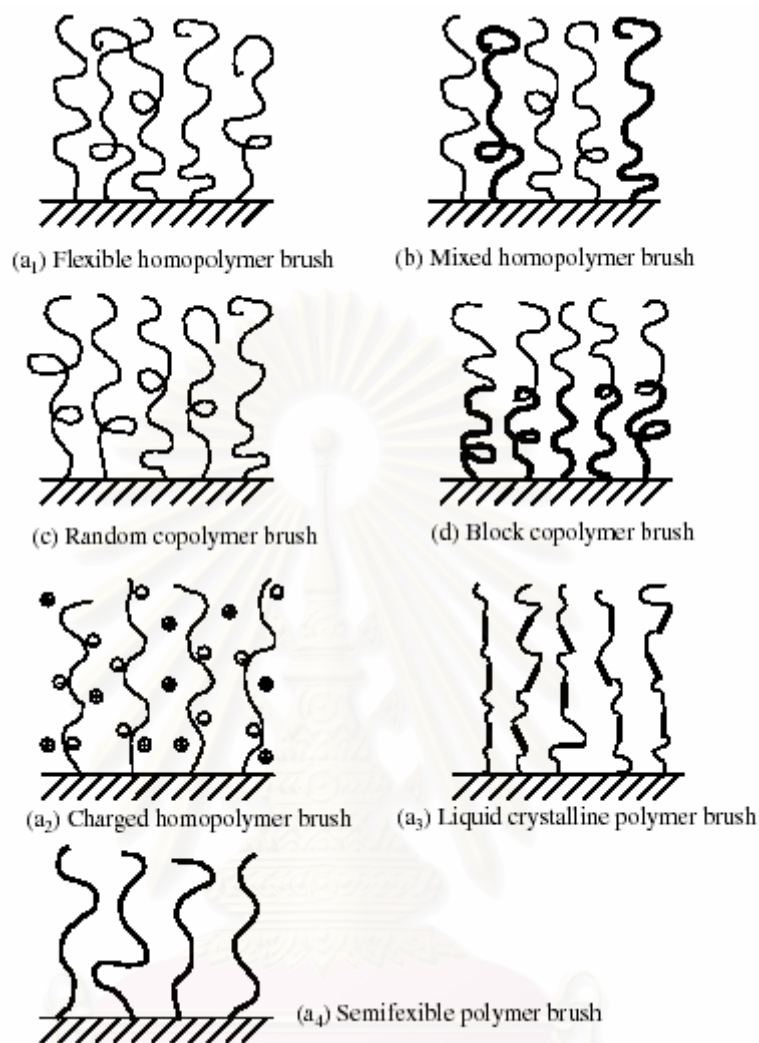 (a₁) Flexible homopolymer brush
(b) Mixed homopolymer brush
(c) Random copolymer brush
(d) Block copolymer brush
(a₂) Charged homopolymer brush
(a₃) Liquid crystalline polymer brush
(a₄) Semifexible polymer brush